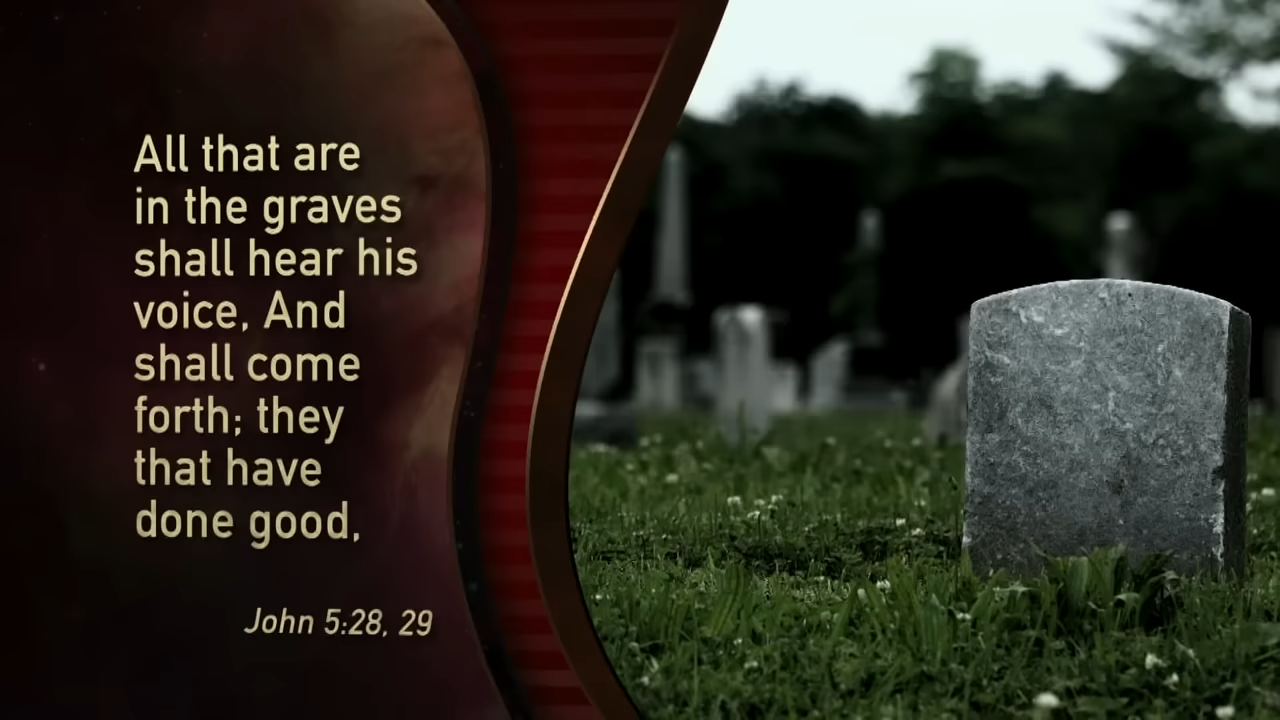 All that are
in the graves
shall hear his
voice, And
shall come
forth; they
that have
done good,
John 5:28, 29